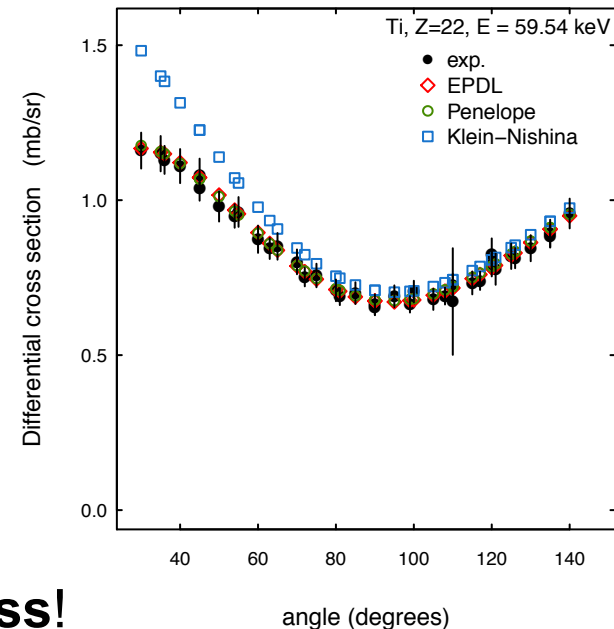 Ti, Z=22, E = 59.54 keV
exp.
EPDL
Penelope
Klein−Nishina
Differential cross section (mb/sr)
1.5
1.0
0.5
0.0
40 60 80 100 120 140
angle (degrees)
ss!